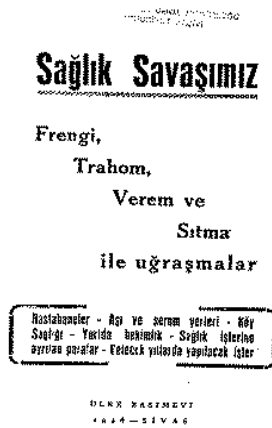 Sağlık Savaşımız
Frengi,
Trahom,
Verem ve
Sıtma
ile uğraşmalar
Hastahaneler - Aşı ve serom yerleri - Köy
Sağlığı - Yarıda hekimlik - Sağlık işlerine
ayrılan paralar - Gelecek yıllarda yapılacak işler
ÜLKE BASIMEVİ
SİVAS